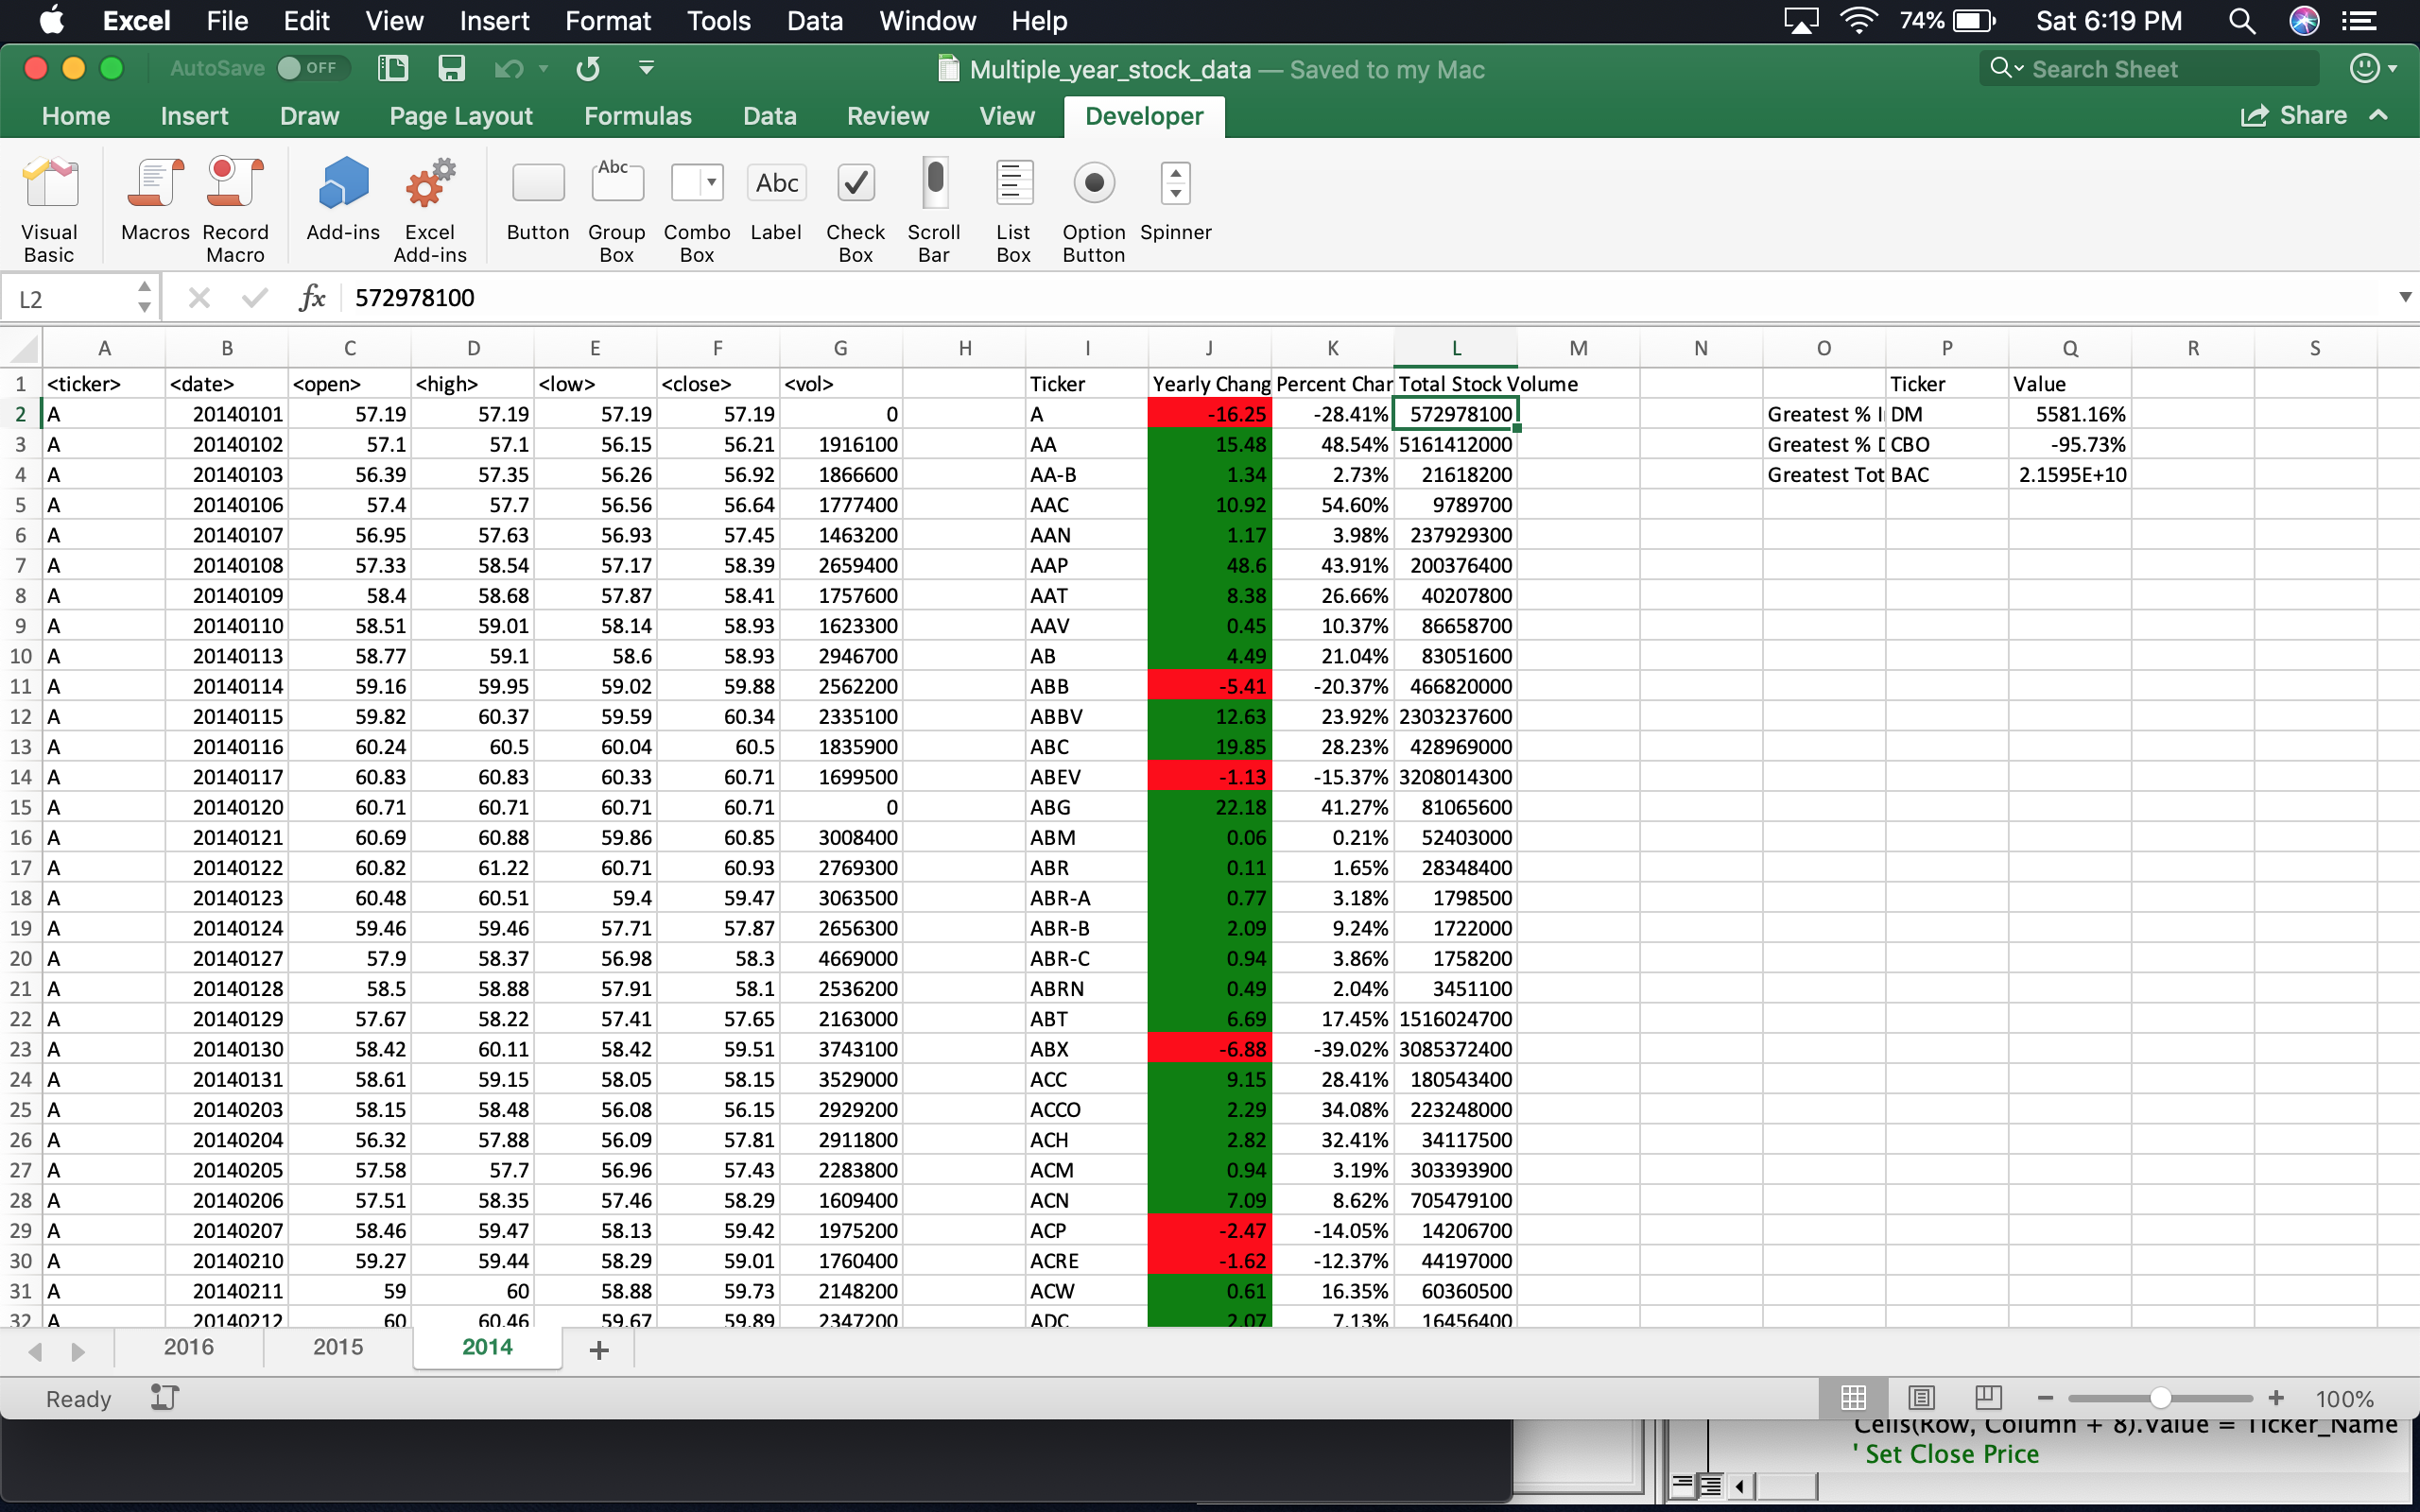 Excel File Edit View Insert Format Tools Data Window Help 74% Sat 6:19 PM
AutoSave OFF Multiple_year_stock_data — Saved to my Mac Search Sheet
Home Insert Draw Page Layout Formulas Data Review View Developer Share
Abc Abc
Visual Basic Macros Record Macro Add-ins Excel Add-ins Button Group Box Combo Box Label Check Box Scroll Bar List Box Option Button Spinner
L2 fx 572978100
A B C D E F G H I J K L M N O P Q R S
1 <ticker> <date> <open> <high> <low> <close> <vol> Ticker Yearly Chang Percent Char Total Stock Volume Ticker Value
2 A 20140101 57.19 57.19 57.19 57.19 0 A -16.25 -28.41% 572978100 Greatest % I DM 5581.16%
3 A 20140102 57.1 57.1 56.15 56.21 1916100 AA 15.48 48.54% 5161412000 Greatest % D CBO -95.73%
4 A 20140103 56.39 57.35 56.26 56.92 1866600 AA-B 1.34 2.73% 21618200 Greatest Tot BAC 2.1595E+10
5 A 20140106 57.4 57.7 56.56 56.64 1777400 AAC 10.92 54.60% 9789700
6 A 20140107 56.95 57.63 56.93 57.45 1463200 AAN 1.17 3.98% 237929300
7 A 20140108 57.33 58.54 57.17 58.39 2659400 AAP 48.6 43.91% 200376400
8 A 20140109 58.4 58.68 57.87 58.41 1757600 AAT 8.38 26.66% 40207800
9 A 20140110 58.51 59.01 58.14 58.93 1623300 AAV 0.45 10.37% 86658700
10 A 20140113 58.77 59.1 58.6 58.93 2946700 AB 4.49 21.04% 83051600
11 A 20140114 59.16 59.95 59.02 59.88 2562200 ABB -5.41 -20.37% 466820000
12 A 20140115 59.82 60.37 59.59 60.34 2335100 ABBV 12.63 23.92% 2303237600
13 A 20140116 60.24 60.5 60.04 60.5 1835900 ABC 19.85 28.23% 428969000
14 A 20140117 60.83 60.83 60.33 60.71 1699500 ABEV -1.13 -15.37% 3208014300
15 A 20140120 60.71 60.71 60.71 60.71 0 ABG 22.18 41.27% 81065600
16 A 20140121 60.69 60.88 59.86 60.85 3008400 ABM 0.06 0.21% 52403000
17 A 20140122 60.82 61.22 60.71 60.93 2769300 ABR 0.11 1.65% 28348400
18 A 20140123 60.48 60.51 59.4 59.47 3063500 ABR-A 0.77 3.18% 1798500
19 A 20140124 59.46 59.46 57.71 57.87 2656300 ABR-B 2.09 9.24% 1722000
20 A 20140127 57.9 58.37 56.98 58.3 4669000 ABR-C 0.94 3.86% 1758200
21 A 20140128 58.5 58.88 57.91 58.1 2536200 ABRN 0.49 2.04% 3451100
22 A 20140129 57.67 58.22 57.41 57.65 2163000 ABT 6.69 17.45% 1516024700
23 A 20140130 58.42 60.11 58.42 59.51 3743100 ABX -6.88 -39.02% 3085372400
24 A 20140131 58.61 59.15 58.05 58.15 3529000 ACC 9.15 28.41% 180543400
25 A 20140203 58.15 58.48 56.08 56.15 2929200 ACCO 2.29 34.08% 223248000
26 A 20140204 56.32 57.88 56.09 57.81 2911800 ACH 2.82 32.41% 34117500
27 A 20140205 57.58 57.7 56.96 57.43 2283800 ACM 0.94 3.19% 303393900
28 A 20140206 57.51 58.35 57.46 58.29 1609400 ACN 7.09 8.62% 705479100
29 A 20140207 58.46 59.47 58.13 59.42 1975200 ACP -2.47 -14.05% 14206700
30 A 20140210 59.27 59.44 58.29 59.01 1760400 ACRE -1.62 -12.37% 44197000
31 A 20140211 59 60 58.88 59.73 2148200 ACW 0.61 16.35% 60360500
32 A 20140212 60 60.46 59.67 59.89 2347200 ADC 2.07 7.13% 16456400
2016 2015 2014 +
Ready 100%
Cells(Row, Column + 8).Value = Ticker_Name
' Set Close Price